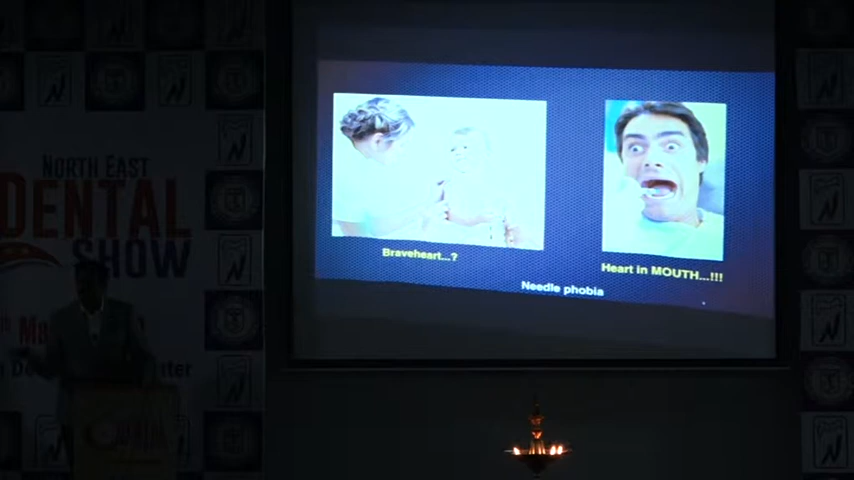 NORTH EAST
DENTAL
SHOW
Braveheart...?
Heart in MOUTH...!!!
Needle phobia